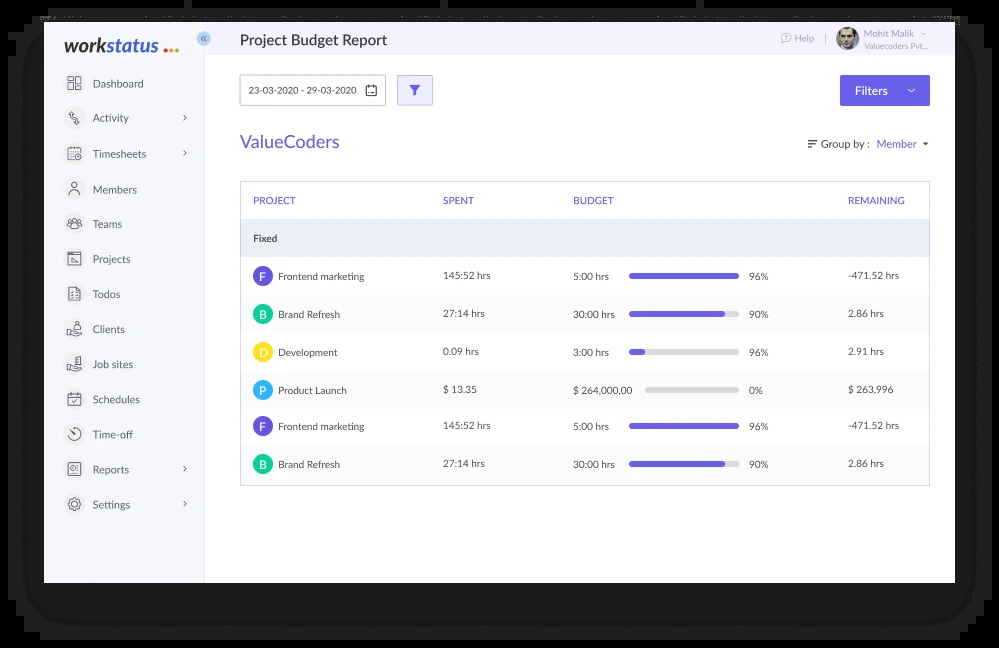 workstatus
«
Project Budget Report
Help
Mohit Malik
Valuecoders Pvt...
Dashboard
Activity
Timesheets
Members
Teams
Projects
Todos
Clients
Job sites
Schedules
Time-off
Reports
Settings
23-03-2020 - 29-03-2020
Filters
ValueCoders
Group by : Member
PROJECT SPENT BUDGET REMAINING
Fixed
F Frontend marketing 145:52 hrs 5:00 hrs 96% -471.52 hrs
B Brand Refresh 27:14 hrs 30:00 hrs 90% 2.86 hrs
D Development 0.09 hrs 3:00 hrs 96% 2.91 hrs
P Product Launch $ 13.35 $ 264,000,00 0% $ 263,996
F Frontend marketing 145:52 hrs 5:00 hrs 96% -471.52 hrs
B Brand Refresh 27:14 hrs 30:00 hrs 90% 2.86 hrs